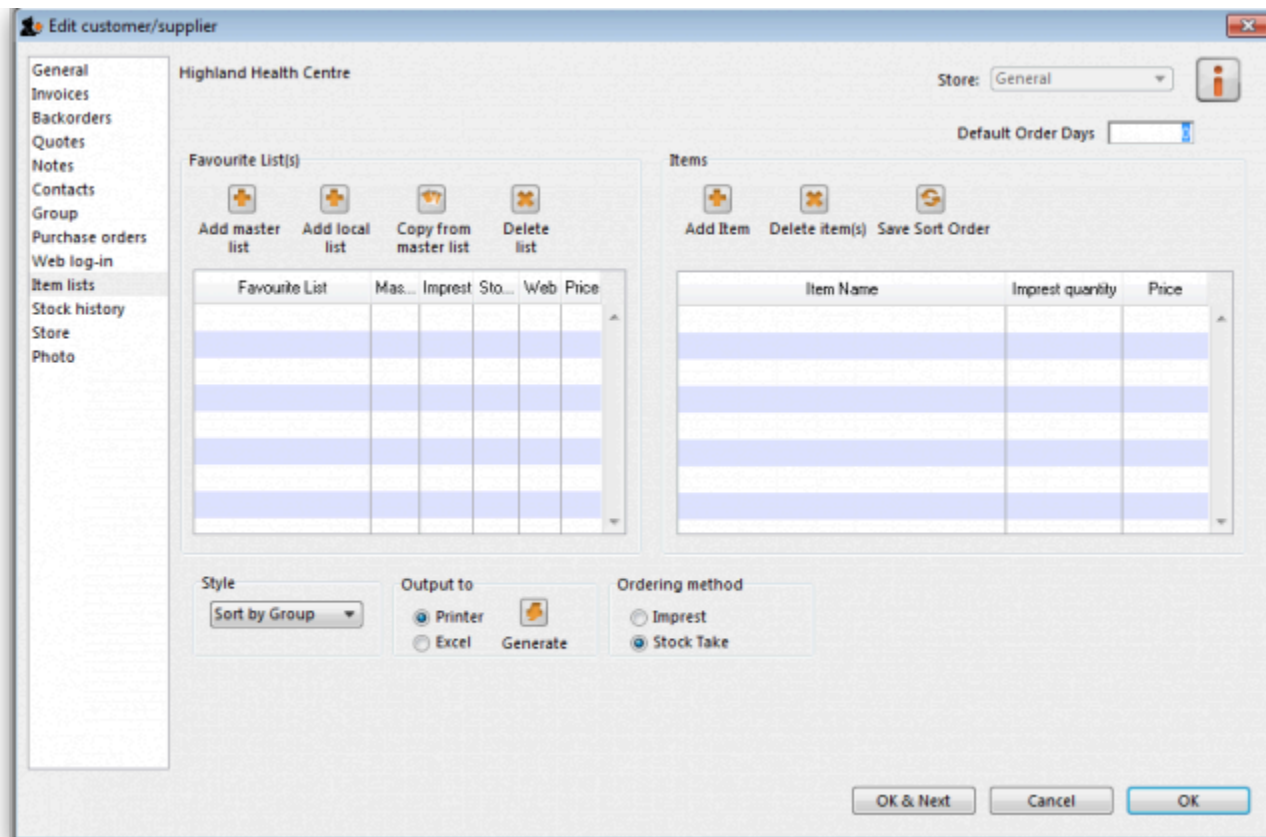 Edit customer/supplier
General
Invoices
Backorders
Quotes
Notes
Contacts
Group
Purchase orders
Web log-in
Item lists
Stock history
Store
Photo
Highland Health Centre
Store: General
Default Order Days 0
Favourite List(s)
Add master list
Add local list
Copy from master list
Delete list
Favourite List Mas... Imprest Sto... Web Price
Items
Add Item Delete item(s) Save Sort Order
Item Name Imprest quantity Price
Style
Sort by Group
Output to
Printer
Excel
Generate
Ordering method
Imprest
Stock Take
OK & Next Cancel OK